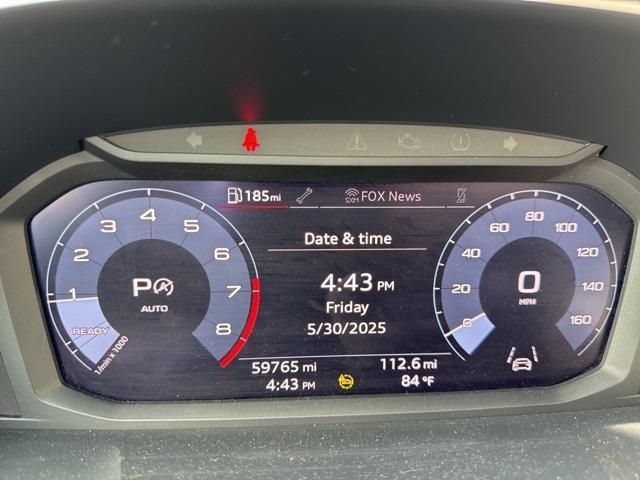 185mi
SXM FOX News
Date & time
4:43 PM
Friday
5/30/2025
59765 mi 112.6 mi
4:43 PM 84 °F
1 2 3 4 5 6 7 8
READY
1/min x 1000
P A
AUTO
0 20 40 60 80 100 120 140 160
0
MPH